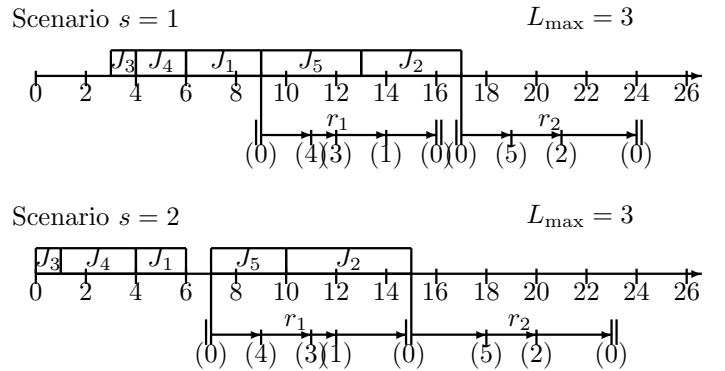 Scenario s = 1 L_max = 3
J_3 J_4 J_1 J_5 J_2
0 2 4 6 8 10 12 14 16 18 20 22 24 26
r_1 r_2
(0) (4) (3) (1) (0) (0) (5) (2) (0)
Scenario s = 2 L_max = 3
J_3 J_4 J_1 J_5 J_2
0 2 4 6 8 10 12 14 16 18 20 22 24 26
r_1 r_2
(0) (4) (3) (1) (0) (5) (2) (0)